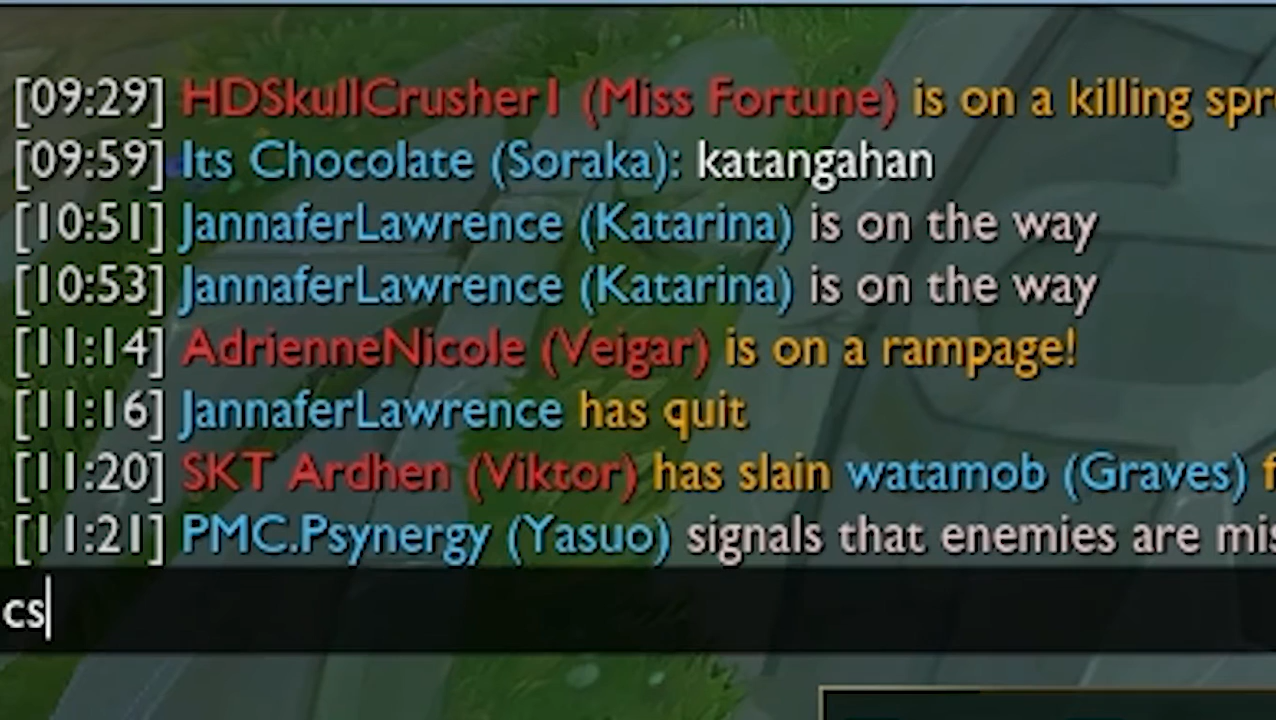 [09:29] HDSkullCrusher1 (Miss Fortune) is on a killing spr
[09:59] Its Chocolate (Soraka): katangahan
[10:51] JannaferLawrence (Katarina) is on the way
[10:53] JannaferLawrence (Katarina) is on the way
[11:14] AdrienneNicole (Veigar) is on a rampage!
[11:16] JannaferLawrence has quit
[11:20] SKT Ardhen (Viktor) has slain watamob (Graves) f
[11:21] PMC.Psynergy (Yasuo) signals that enemies are mis
cs